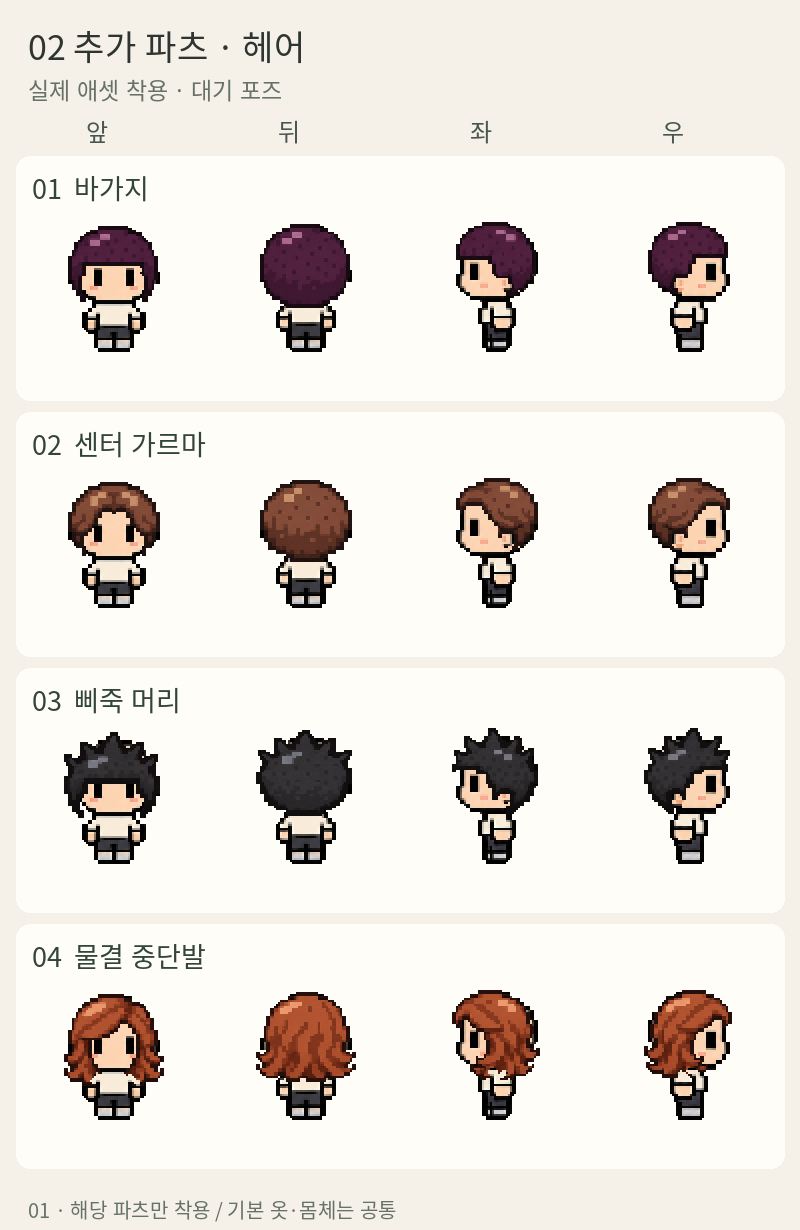 02 추가 파츠 · 헤어
실제 애셋 착용 · 대기 포즈
앞 뒤 좌 우
01 바가지
02 센터 가르마
03 삐죽 머리
04 물결 중단발
01 · 해당 파츠만 착용 / 기본 옷·몸체는 공통